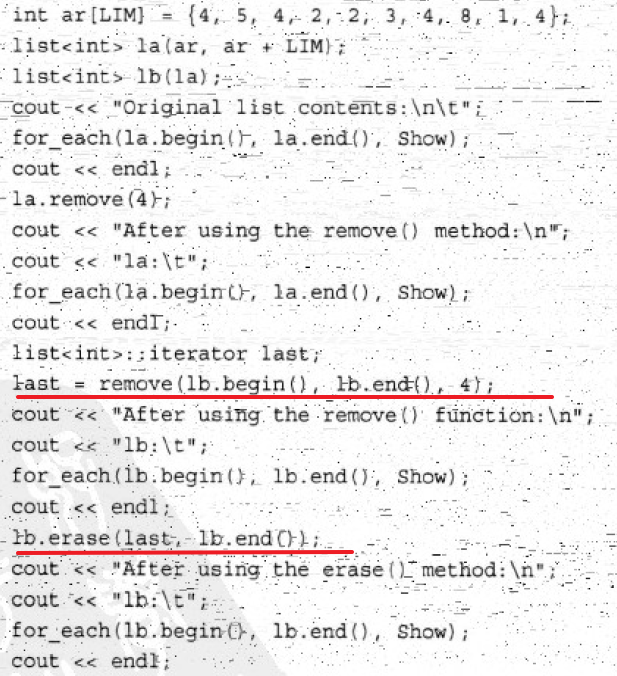 int ar[LIM] = {4, 5, 4, 2, 2, 3, 4, 8, 1, 4};
list<int> la(ar, ar + LIM);
list<int> lb(la);
cout << "Original list contents:\n\t";
for_each(la.begin(), la.end(), Show);
cout << endl;
la.remove(4);
cout << "After using the remove() method:\n";
cout << "la:\t";
for_each(la.begin(), la.end(), Show);
cout << endl;
list<int>::iterator last;
last = remove(lb.begin(), lb.end(), 4);
cout << "After using the remove() function:\n";
cout << "lb:\t";
for_each(lb.begin(), lb.end(), Show);
cout << endl;
lb.erase(last, lb.end());
cout << "After using the erase() method:\n";
cout << "lb:\t";
for_each(lb.begin(), lb.end(), Show);
cout << endl;